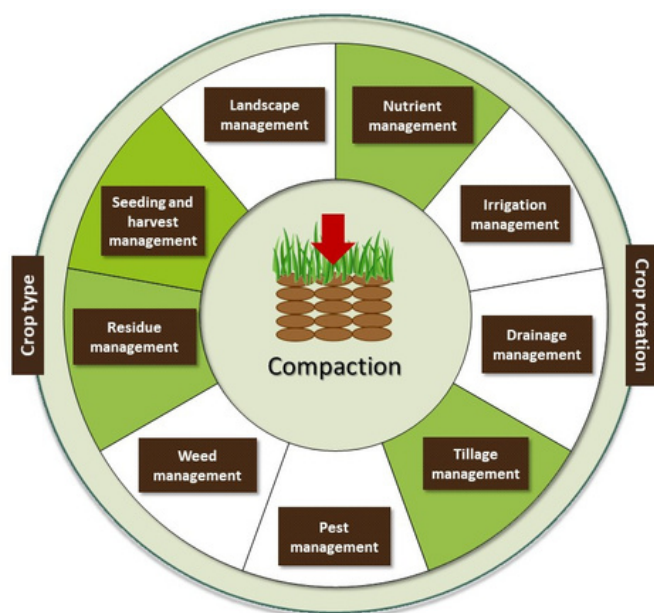 Landscape
management
Nutrient
management
Seeding and
harvest
management
Irrigation
management
Crop type
Crop rotation
Residue
management
Drainage
management
Compaction
Weed
management
Tillage
management
Pest
management